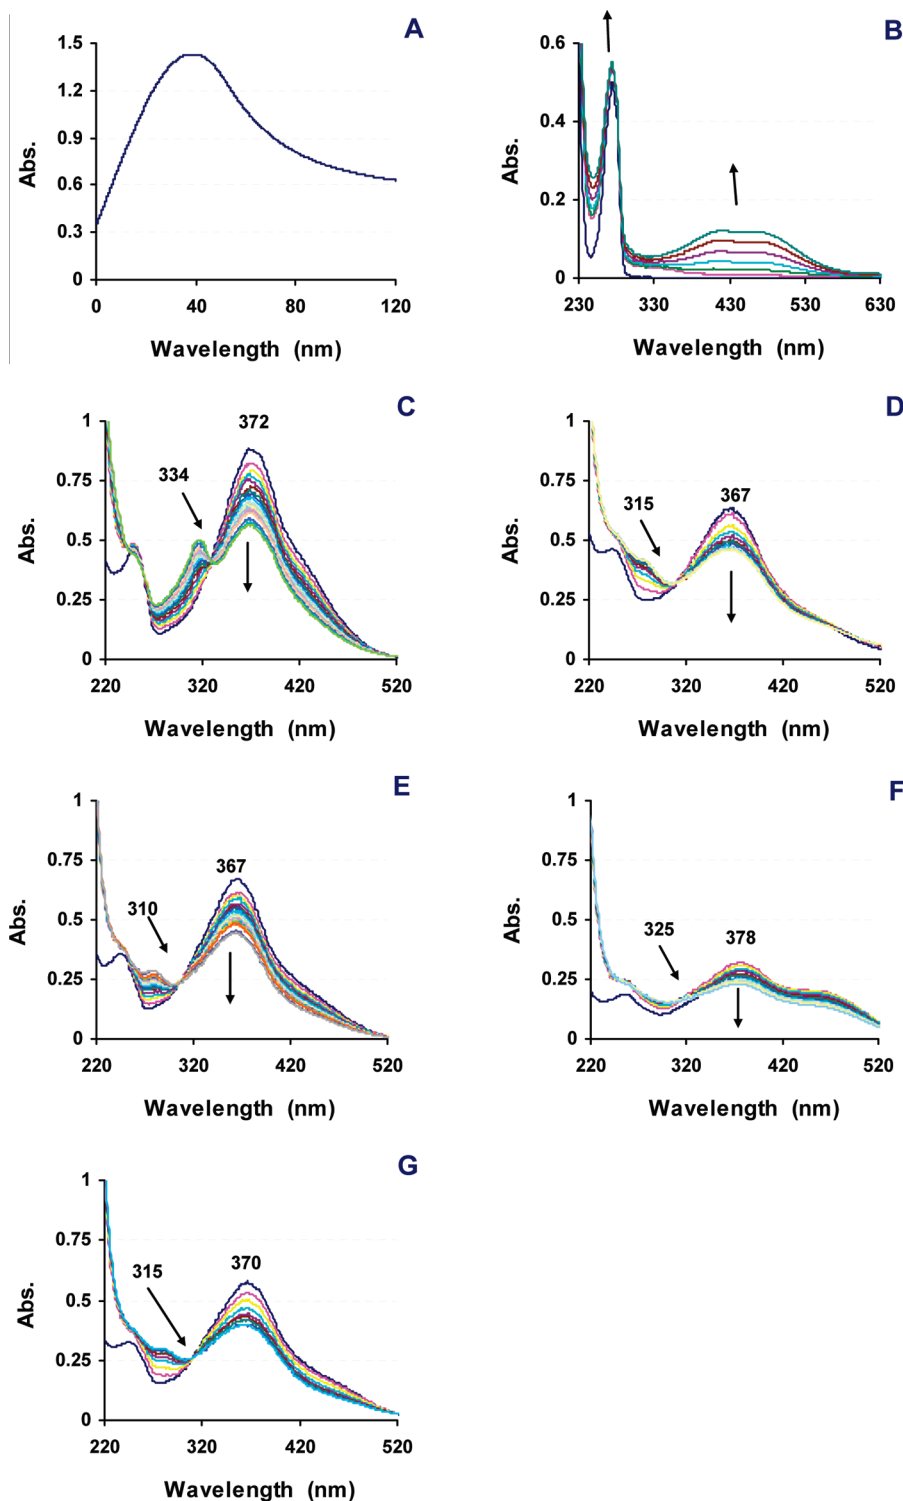 A
1.5
1.2
0.9
0.6
0.3
0
Abs.
0 40 80 120
Wavelength (nm)
B
0.6
0.4
0.2
0
Abs.
230 330 430 530 630
Wavelength (nm)
C
1
0.75
0.5
0.25
0
Abs.
372
334
220 320 420 520
Wavelength (nm)
D
1
0.75
0.5
0.25
0
Abs.
315
367
220 320 420 520
Wavelength (nm)
E
1
0.75
0.5
0.25
0
Abs.
367
310
220 320 420 520
Wavelength (nm)
F
1
0.75
0.5
0.25
0
Abs.
325
378
220 320 420 520
Wavelength (nm)
G
1
0.75
0.5
0.25
0
Abs.
315
370
220 320 420 520
Wavelength (nm)